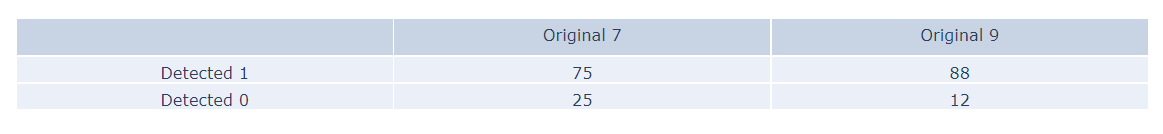 Original 7 Original 9
Detected 1 75 88
Detected 0 25 12